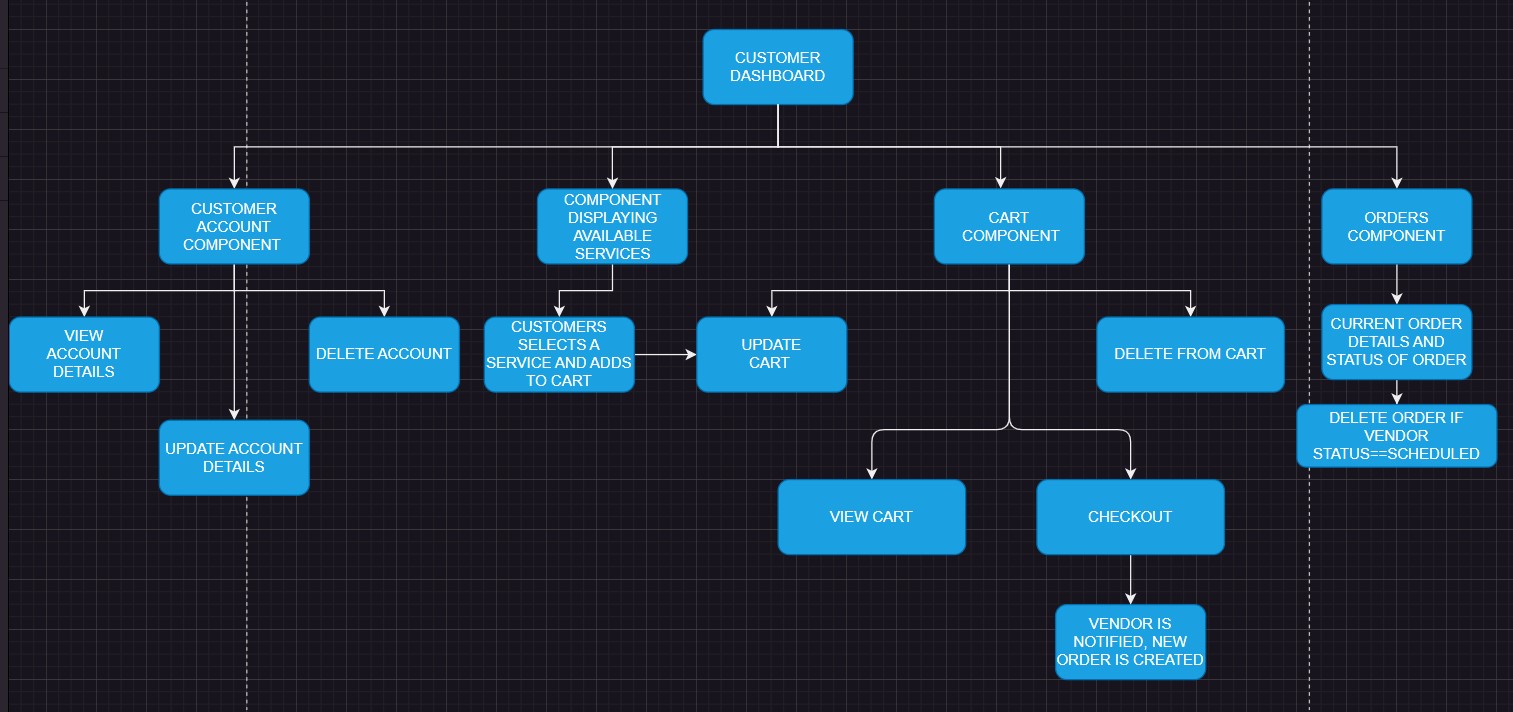 CUSTOMER
DASHBOARD
CUSTOMER
ACCOUNT
COMPONENT
COMPONENT
DISPLAYING
AVAILABLE
SERVICES
CART
COMPONENT
ORDERS
COMPONENT
VIEW
ACCOUNT
DETAILS
DELETE ACCOUNT
CUSTOMERS
SELECTS A
SERVICE AND ADDS
TO CART
UPDATE
CART
DELETE FROM CART
CURRENT ORDER
DETAILS AND
STATUS OF ORDER
UPDATE ACCOUNT
DETAILS
DELETE ORDER IF
VENDOR
STATUS==SCHEDULED
VIEW CART
CHECKOUT
VENDOR IS
NOTIFIED, NEW
ORDER IS CREATED